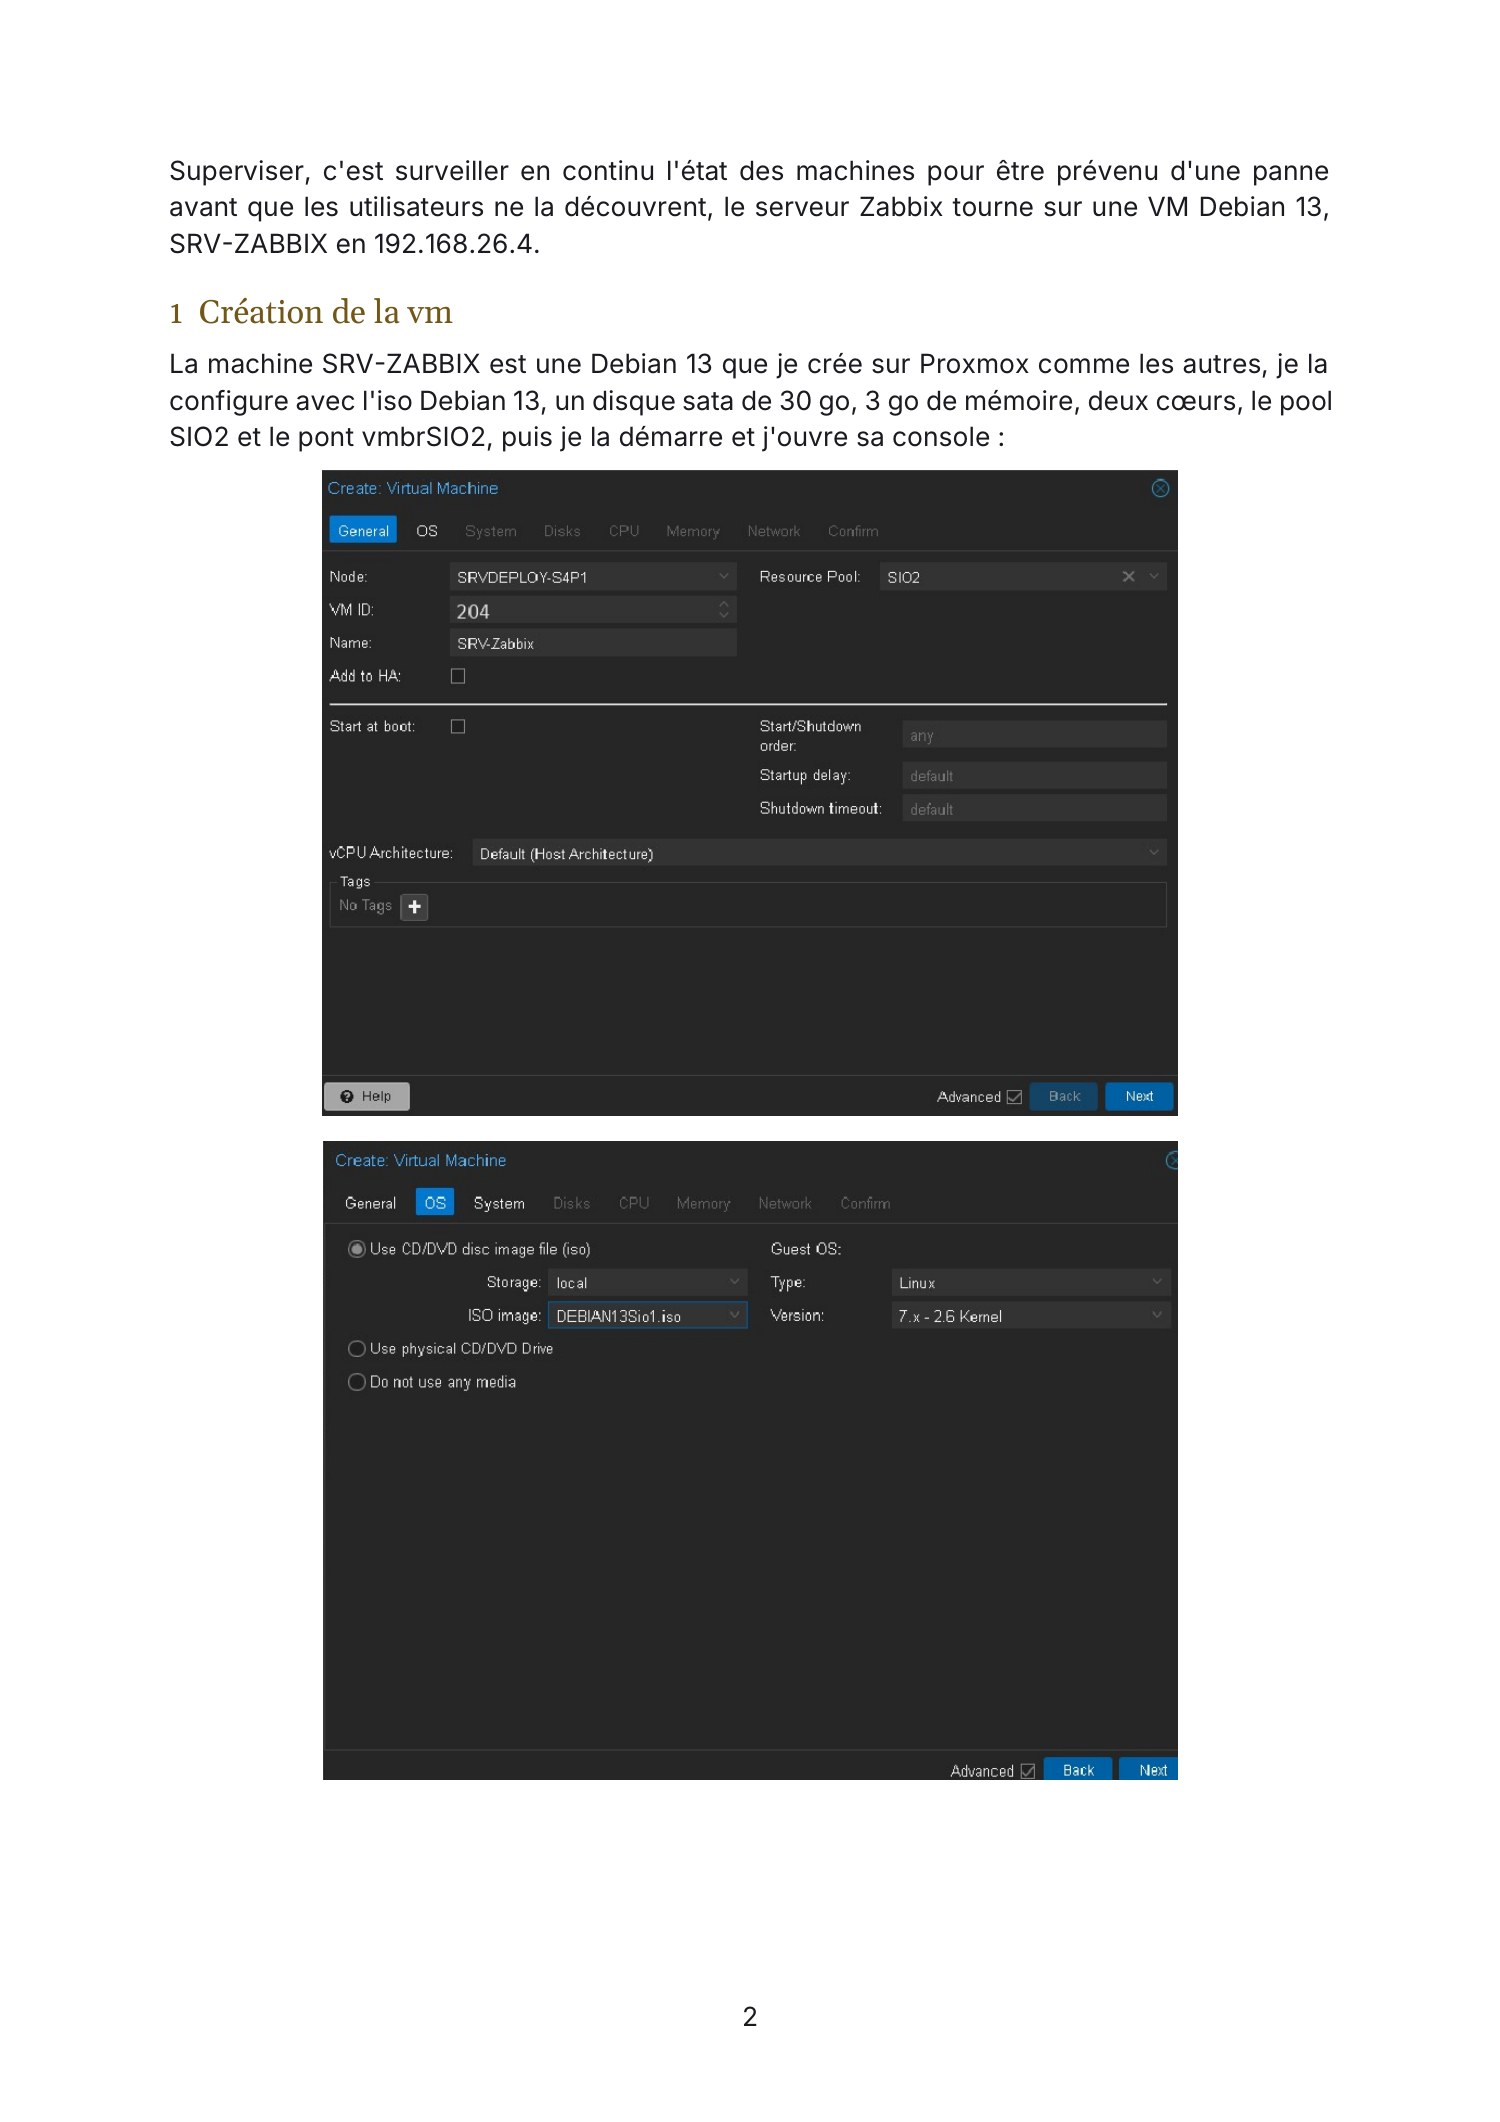 Superviser, c'est surveiller en continu l'état des machines pour être prévenu d'une panne
avant que les utilisateurs ne la découvrent, le serveur Zabbix tourne sur une VM Debian 13,
SRV-ZABBIX en 192.168.26.4.
1 Création de la vm
La machine SRV-ZABBIX est une Debian 13 que je crée sur Proxmox comme les autres, je la
configure avec l'iso Debian 13, un disque sata de 30 go, 3 go de mémoire, deux cœurs, le pool
SIO2 et le pont vmbrSIO2, puis je la démarre et j'ouvre sa console :
Create: Virtual Machine
General OS System Disks CPU Memory Network Confirm
Node: SRVDEPLOY-S4P1 Resource Pool: SIO2
VM ID: 204
Name: SRV-Zabbix
Add to HA:
Start at boot: Start/Shutdown
order: any
Startup delay: default
Shutdown timeout: default
vCPU Architecture: Default (Host Architecture)
Tags
No Tags
Help Advanced Back Next
Create: Virtual Machine
General OS System Disks CPU Memory Network Confirm
Use CD/DVD disc image file (iso) Guest OS:
Storage: local Type: Linux
ISO image: DEBIAN13Sio1.iso Version: 7.x - 2.6 Kernel
Use physical CD/DVD Drive
Do not use any media
Advanced Back Next
2